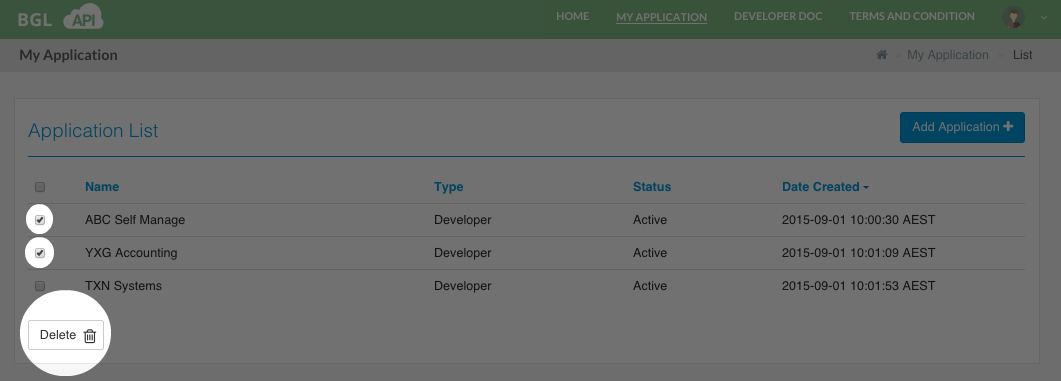 BGL API HOME MY APPLICATION DEVELOPER DOC TERMS AND CONDITION
My Application My Application List
Application List Add Application
Name Type Status Date Created
ABC Self Manage Developer Active 2015-09-01 10:00:30 AEST
YXG Accounting Developer Active 2015-09-01 10:01:09 AEST
TXN Systems Developer Active 2015-09-01 10:01:53 AEST
Delete